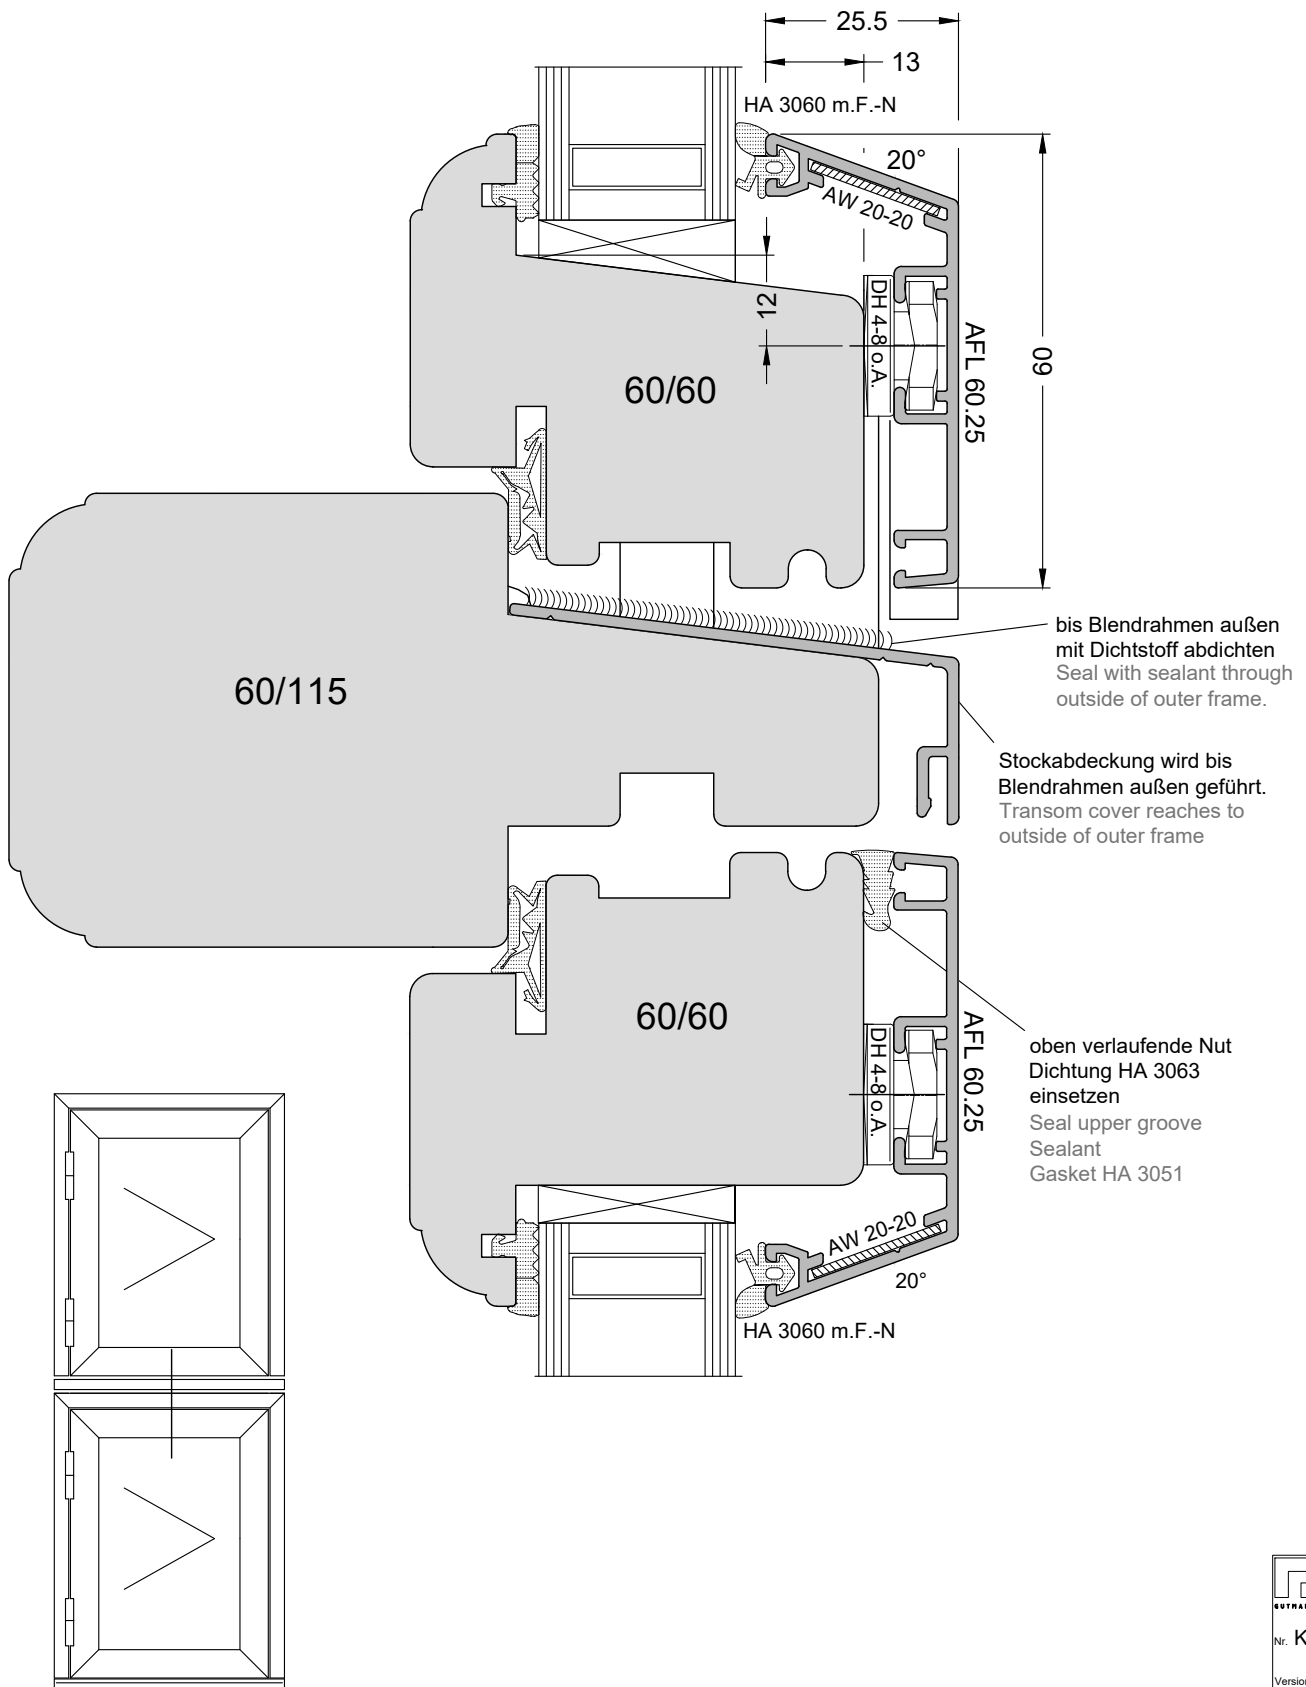 25.5
13
HA 3060 m.F.-N
20°
AW 20-20
12
DH 4-8 o.A.
AFL 60.25
60
60/60
bis Blendrahmen außen
mit Dichtstoff abdichten
Seal with sealant through
outside of outer frame.
60/115
Stockabdeckung wird bis
Blendrahmen außen geführt.
Transom cover reaches to
outside of outer frame
60/60
DH 4-8 o.A.
AFL 60.25
oben verlaufende Nut
Dichtung HA 3063
einsetzen
Seal upper groove
Sealant
Gasket HA 3051
AW 20-20
20°
HA 3060 m.F.-N
Nr. K